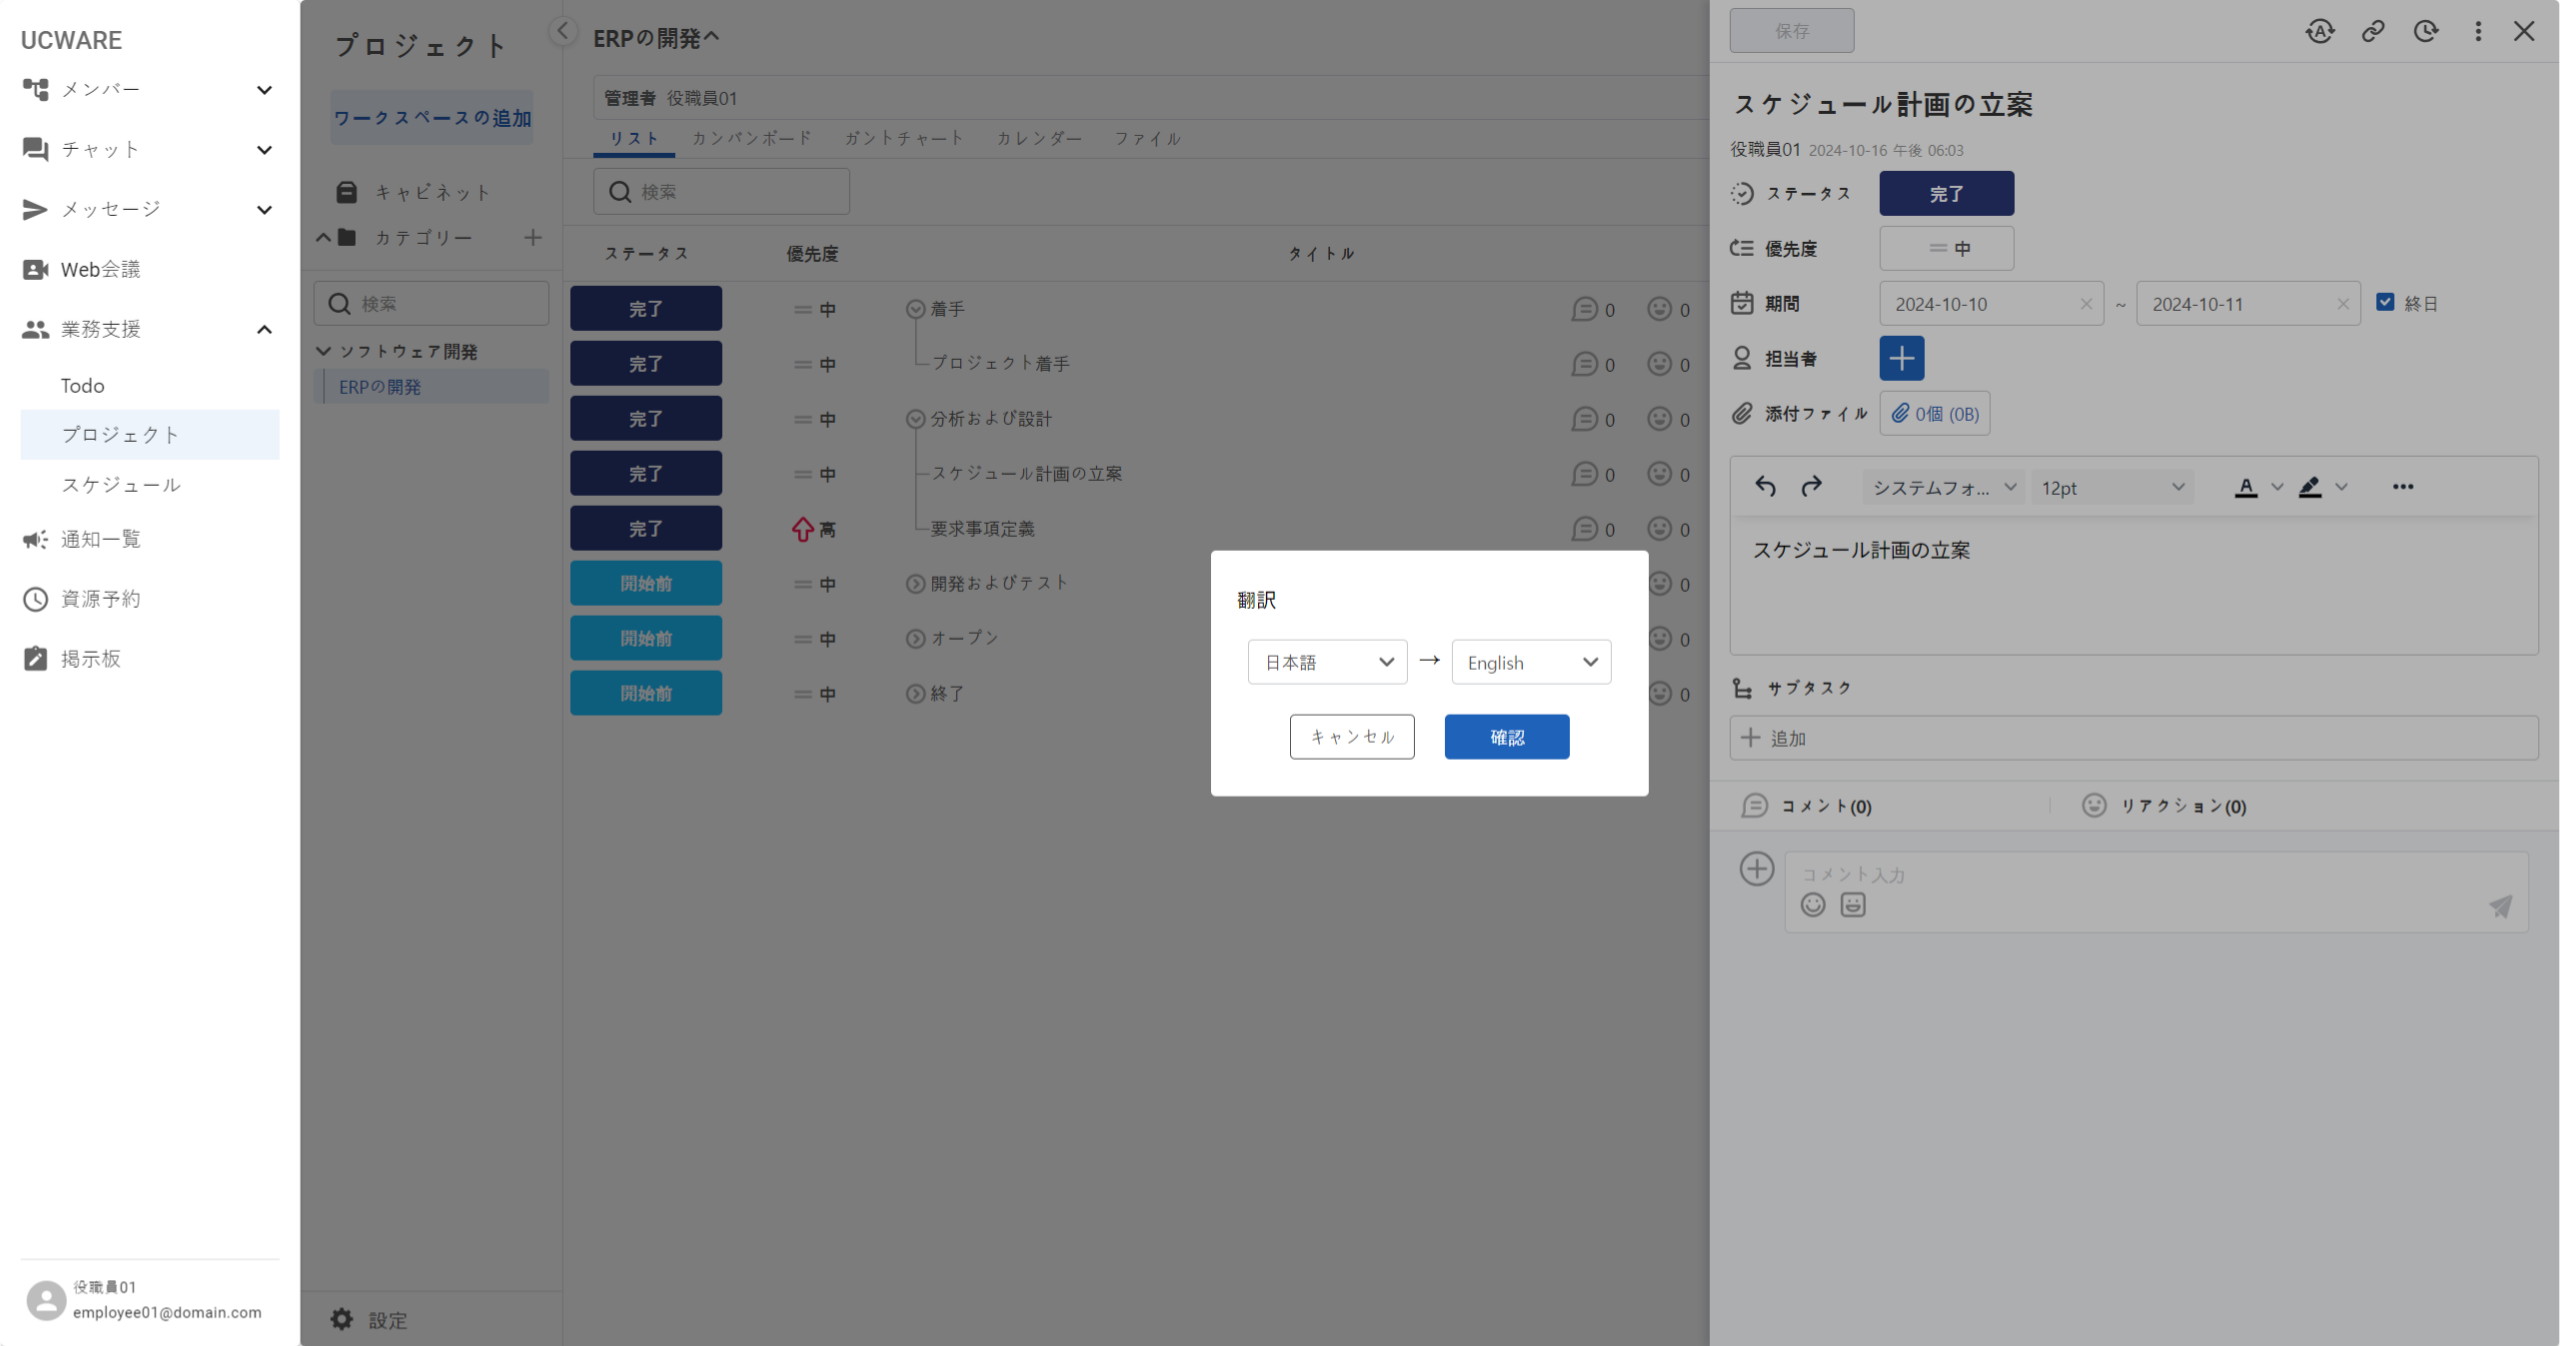 UCWARE
メンバー
チャット
メッセージ
Web会議
業務支援
Todo
プロジェクト
スケジュール
通知一覧
資源予約
掲示板
役職員01
employee01@domain.com
プロジェクト
ワークスペースの追加
キャビネット
カテゴリー
検索
ソフトウェア開発
ERPの開発
設定
ERPの開発
管理者 役職員01
リスト カンバンボード ガントチャート カレンダー ファイル
検索
ステータス 優先度 タイトル
完了 中 着手 0 0
完了 中 プロジェクト着手 0 0
完了 中 分析および設計 0 0
完了 中 スケジュール計画の立案 0 0
完了 高 要求事項定義 0 0
開始前 中 開発およびテスト 0
開始前 中 オープン 0
開始前 中 終了 0
翻訳
日本語 → English
キャンセル 確認
保存
スケジュール計画の立案
役職員01 2024-10-16 午後 06:03
ステータス 完了
優先度 中
期間 2024-10-10 ~ 2024-10-11 終日
担当者
添付ファイル 0個 (0B)
システムフォ... 12pt
スケジュール計画の立案
サブタスク
追加
コメント(0) リアクション(0)
コメント入力